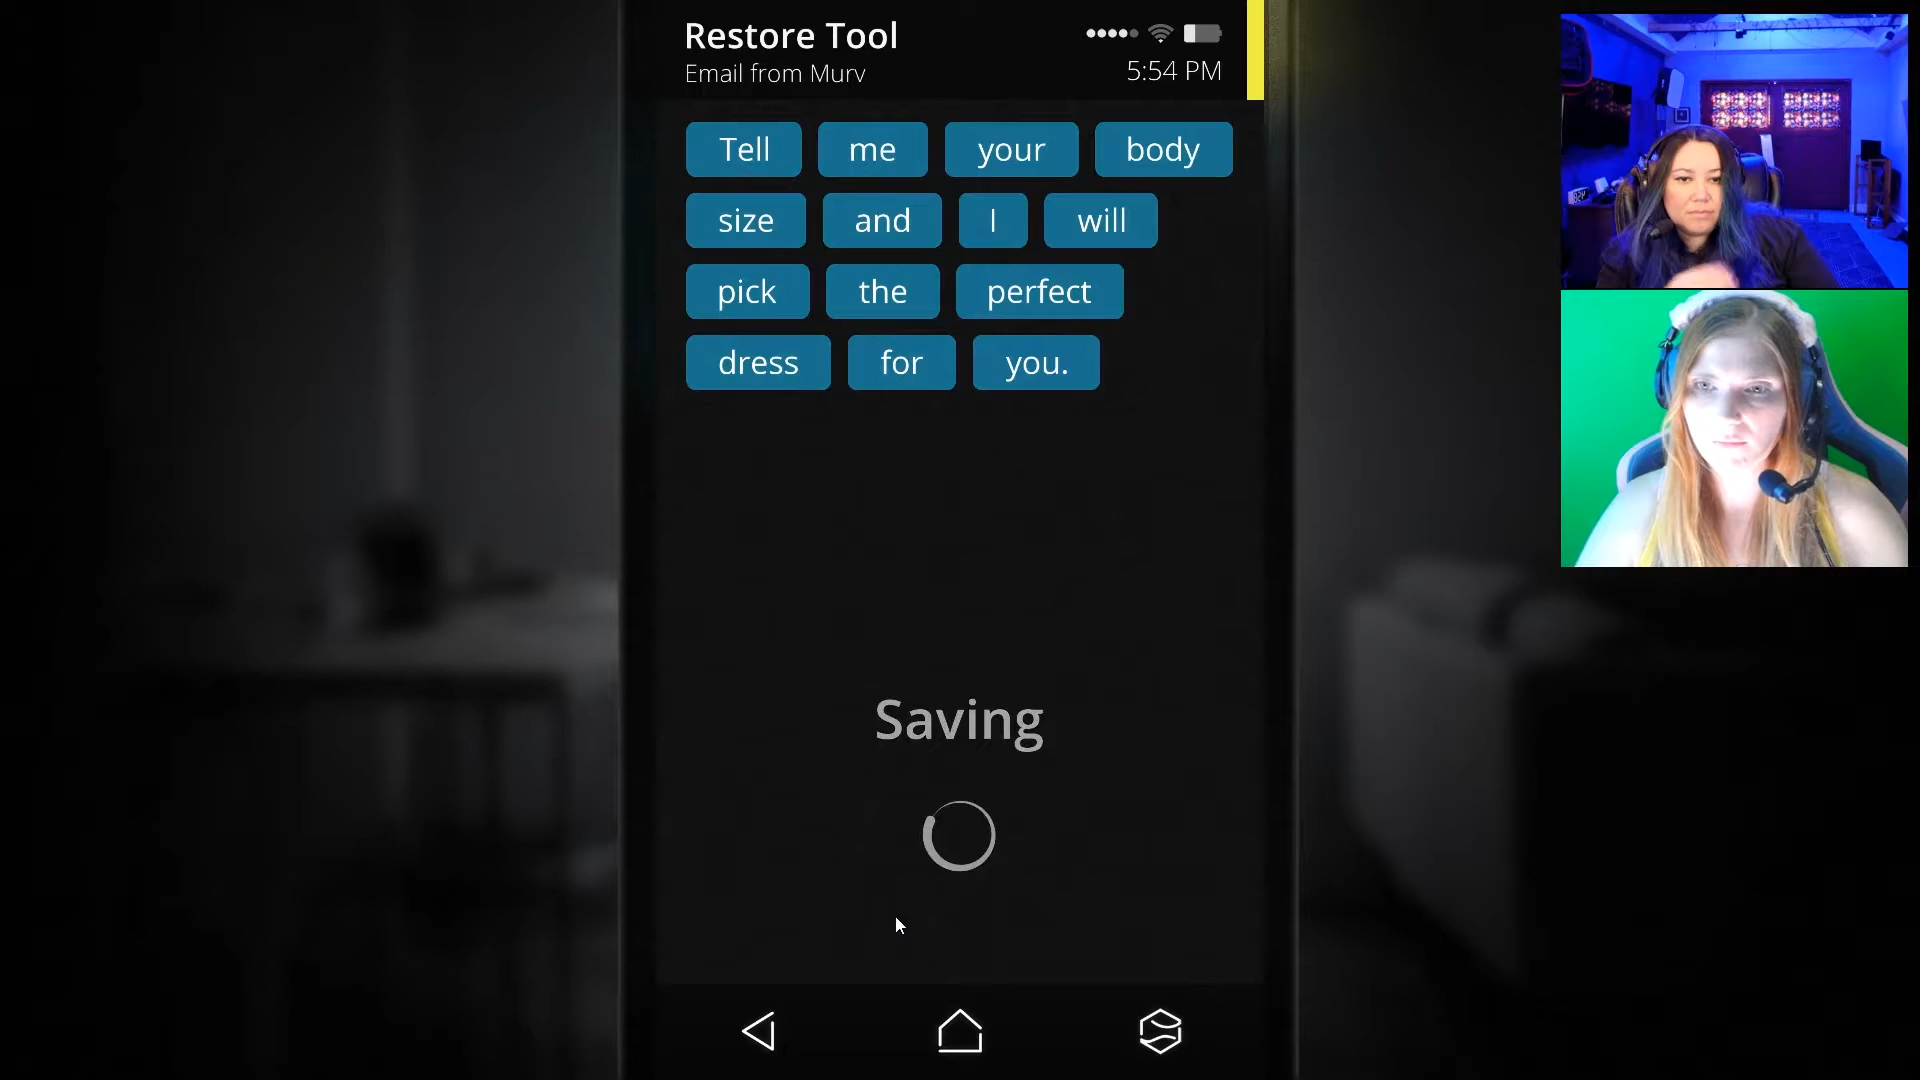 Restore Tool
Email from Murv
5:54 PM
Tell me your body
size and I will
pick the perfect
dress for you.
Saving